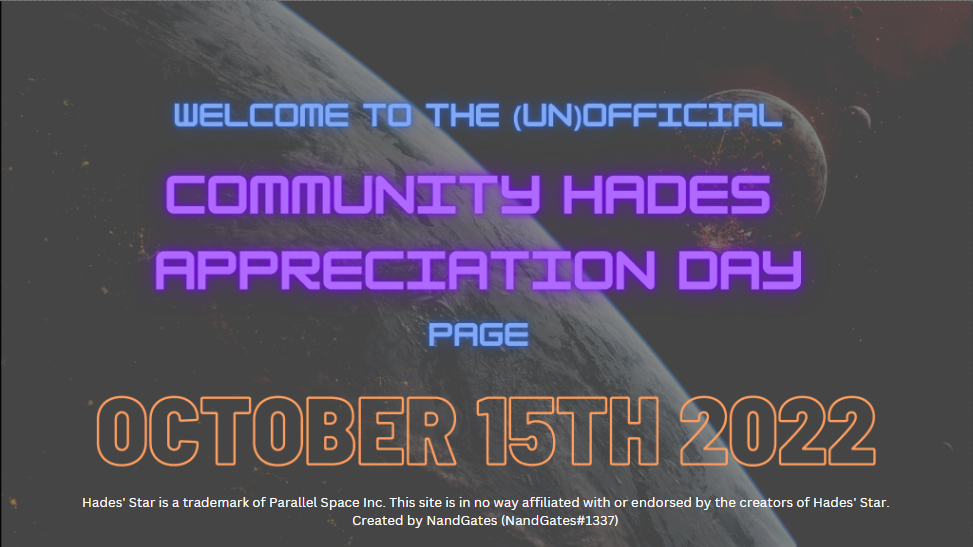 WELCOME TO THE (UN)OFFICIAL
COMMUNITY HADES
APPRECIATION DAY
PAGE
OCTOBER 15TH 2022
Hades' Star is a trademark of Parallel Space Inc. This site is in no way affiliated with or endorsed by the creators of Hades' Star.
Created by NandGates (NandGates#1337)